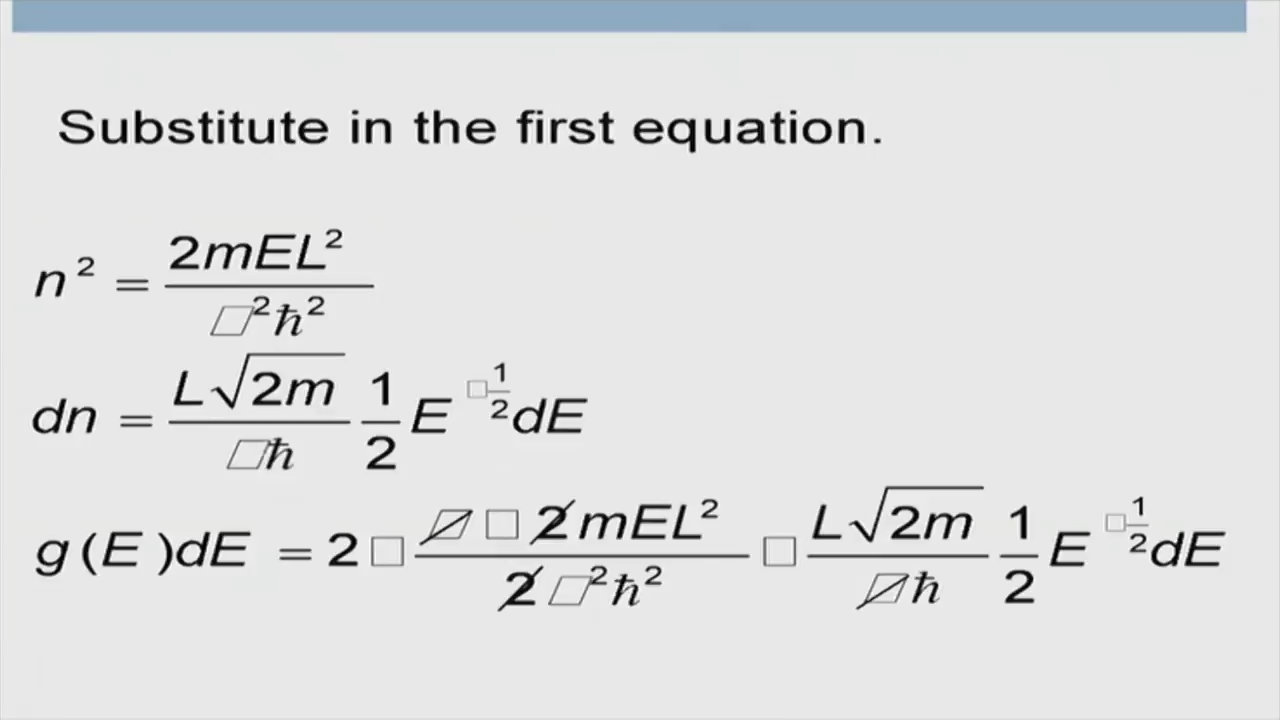 Substitute in the first equation.
n² = 2mEL² / □²ħ²
dn = L√(2m) / □ħ 1/2 E^(□1/2) dE
g(E)dE = 2 □ □ □ 2mEL² / 2 □²ħ² □ L√(2m) / □ħ 1/2 E^(□1/2) dE